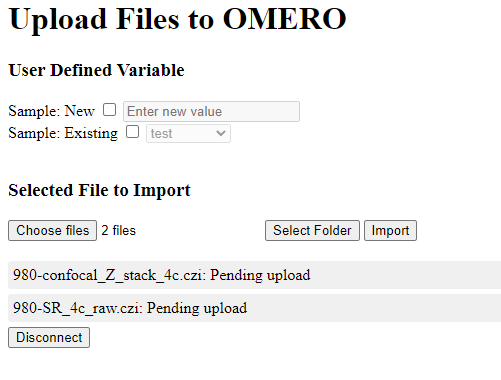 Upload Files to OMERO
User Defined Variable
Sample: New Enter new value
Sample: Existing test
Selected File to Import
Choose files 2 files Select Folder Import
980-confocal_Z_stack_4c.czi: Pending upload
980-SR_4c_raw.czi: Pending upload
Disconnect